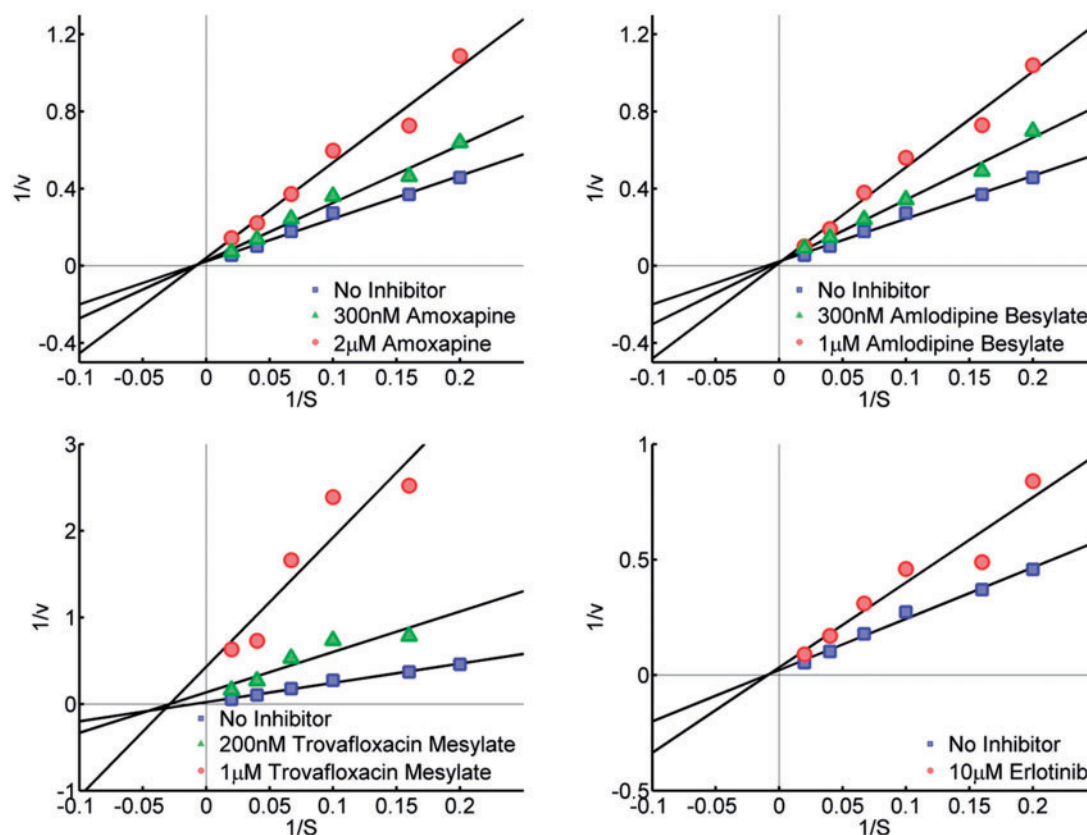 1.2
0.8
0.4
0
-0.4
1/v
No Inhibitor
300nM Amoxapine
2μM Amoxapine
-0.1 -0.05 0 0.05 0.1 0.15 0.2
1/S
1.2
0.8
0.4
0
-0.4
1/v
No Inhibitor
300nM Amlodipine Besylate
1μM Amlodipine Besylate
-0.1 -0.05 0 0.05 0.1 0.15 0.2
1/S
3
2
1
0
-1
1/v
No Inhibitor
200nM Trovafloxacin Mesylate
1μM Trovafloxacin Mesylate
-0.1 -0.05 0 0.05 0.1 0.15 0.2
1/S
1
0.5
0
-0.5
1/v
No Inhibitor
10μM Erlotinib
-0.1 -0.05 0 0.05 0.1 0.15 0.2
1/S